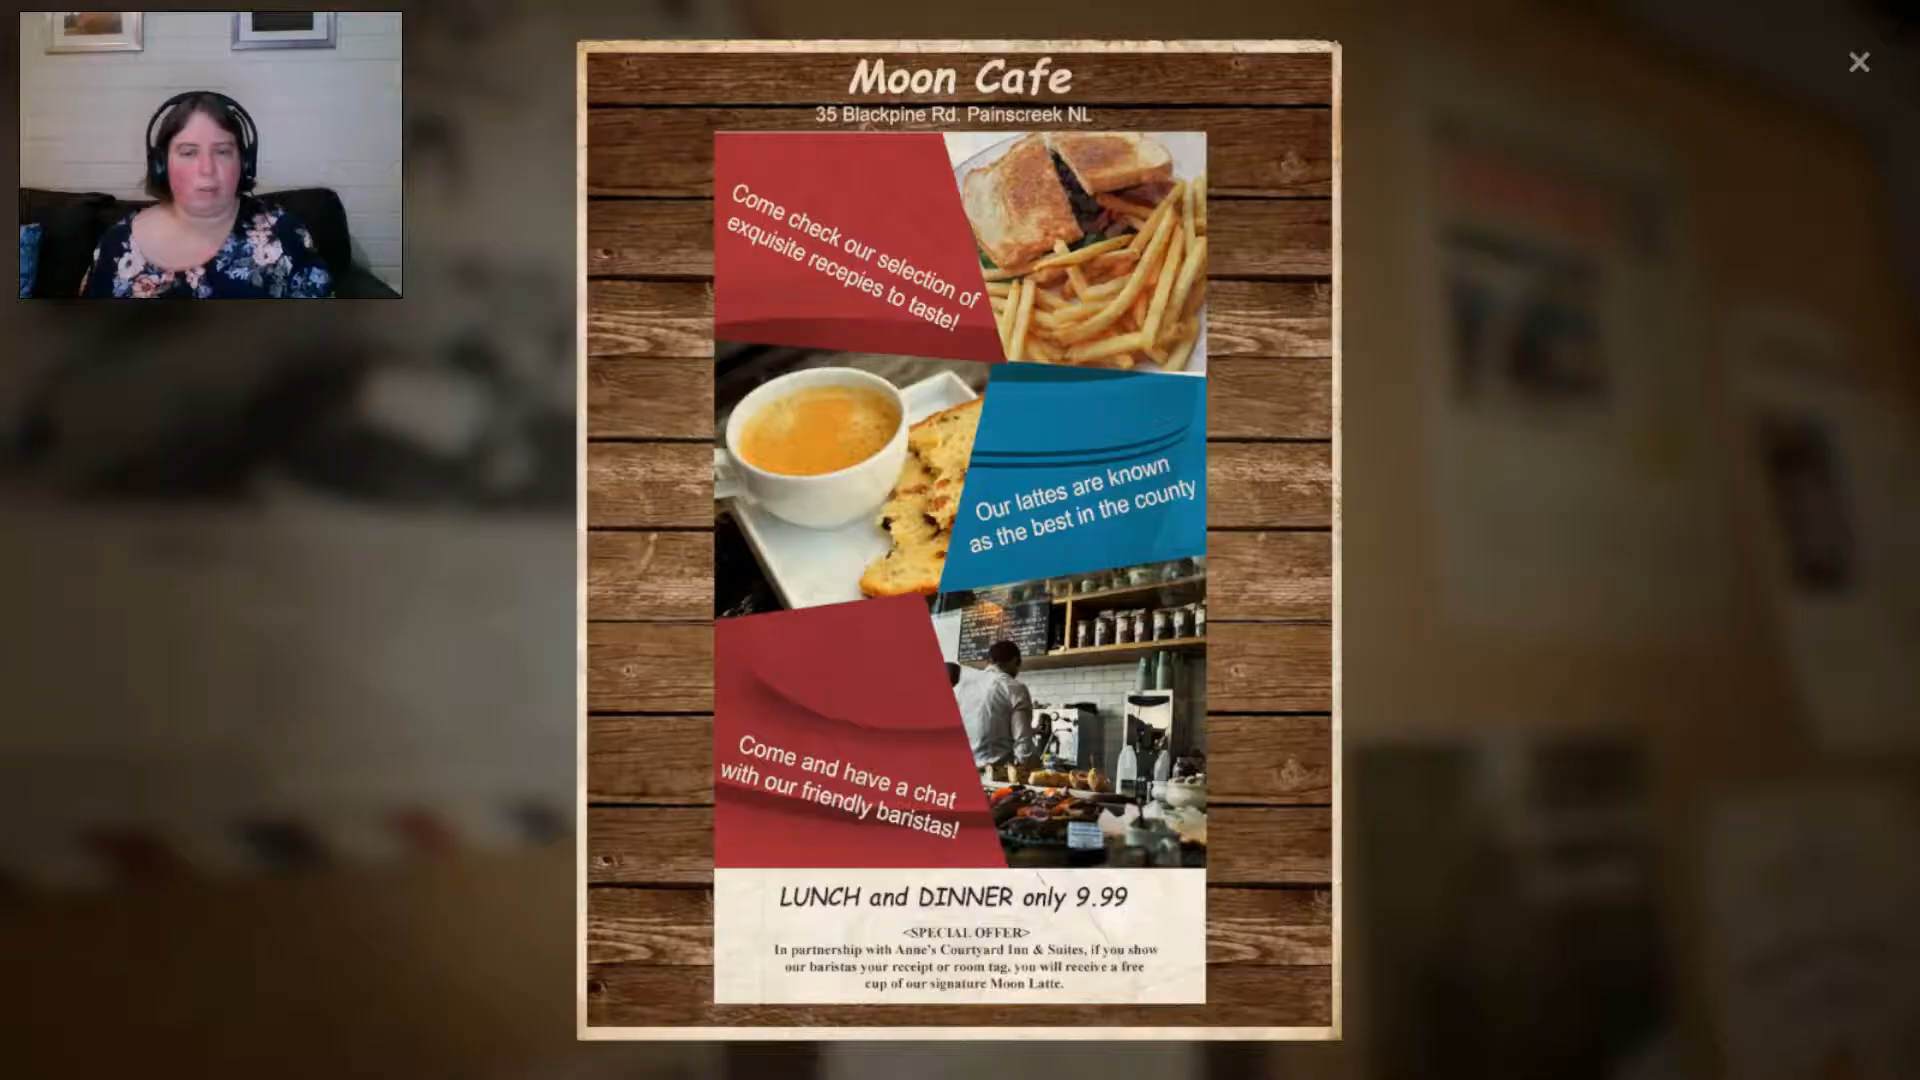 Moon Cafe
35 Blackpine Rd. Painscreek NL
Come check our selection of
exquisite recepies to taste!
Our lattes are known
as the best in the county
Come and have a chat
with our friendly baristas!
LUNCH and DINNER only 9.99
<SPECIAL OFFER>
In partnership with Anne's Courtyard Inn & Suites, if you show
our baristas your receipt or room tag, you will receive a free
cup of our signature Moon Latte.